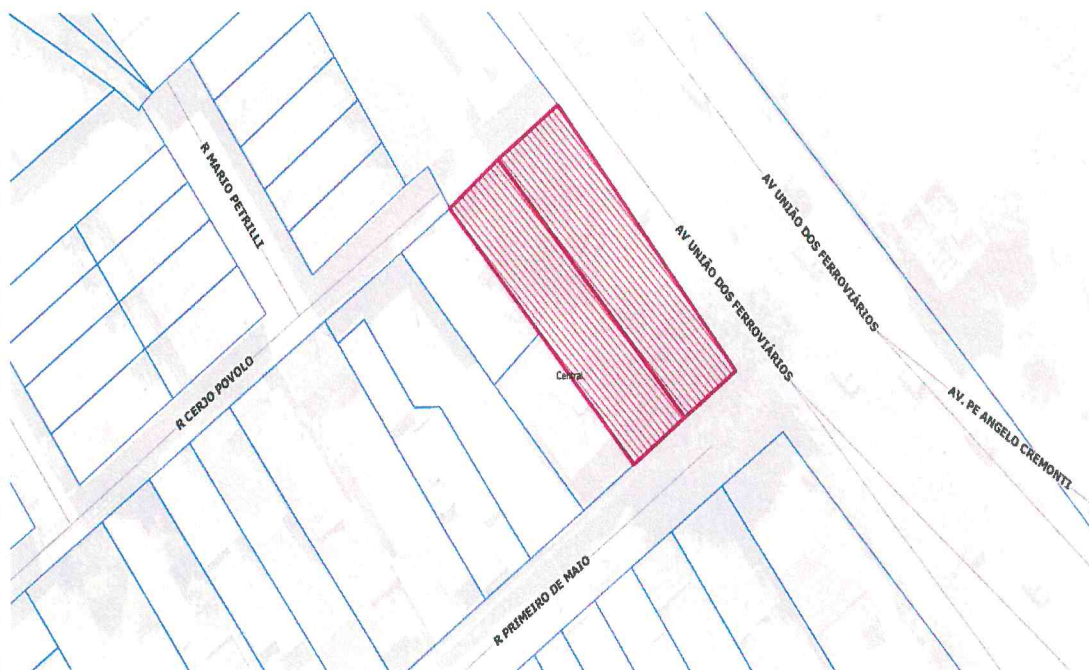 R MARIO PETRILLI
AV UNIÃO DOS FERROVIÁRIOS
AV UNIÃO DOS FERROVIÁRIOS
R CERJO POVOLO
Central
AV. PE ANGELO CREMONTI
R PRIMEIRO DE MAIO